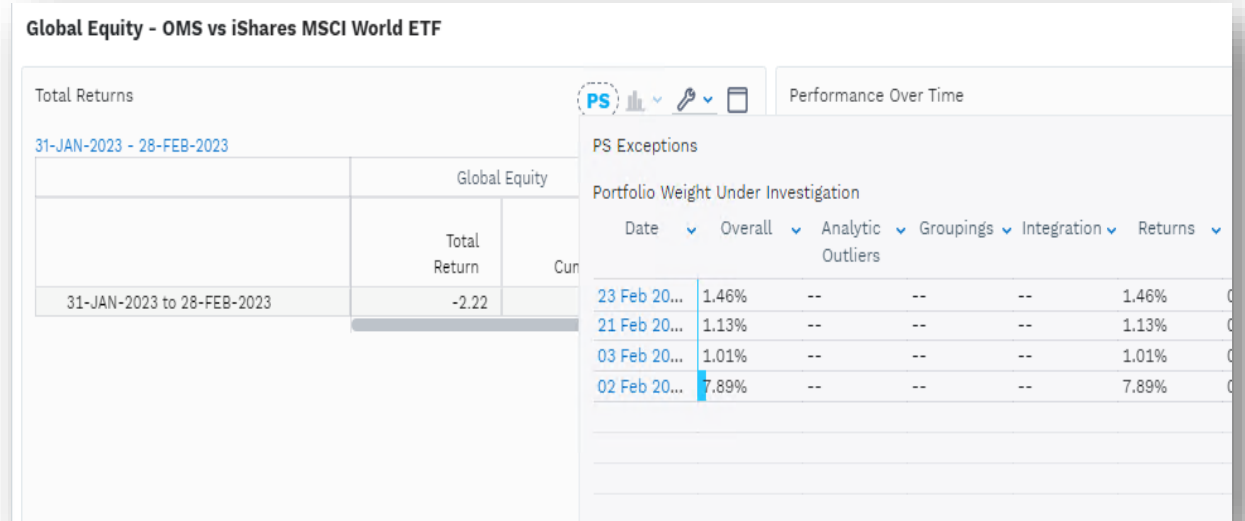 Global Equity - OMS vs iShares MSCI World ETF
Total Returns
PS
Performance Over Time
31-JAN-2023 - 28-FEB-2023
Global Equity
Total
Return
Cun
31-JAN-2023 to 28-FEB-2023 -2.22
PS Exceptions
Portfolio Weight Under Investigation
Date Overall Analytic Outliers Groupings Integration Returns
23 Feb 20... 1.46% -- -- -- 1.46%
21 Feb 20... 1.13% -- -- -- 1.13%
03 Feb 20... 1.01% -- -- -- 1.01%
02 Feb 20... 7.89% -- -- -- 7.89%